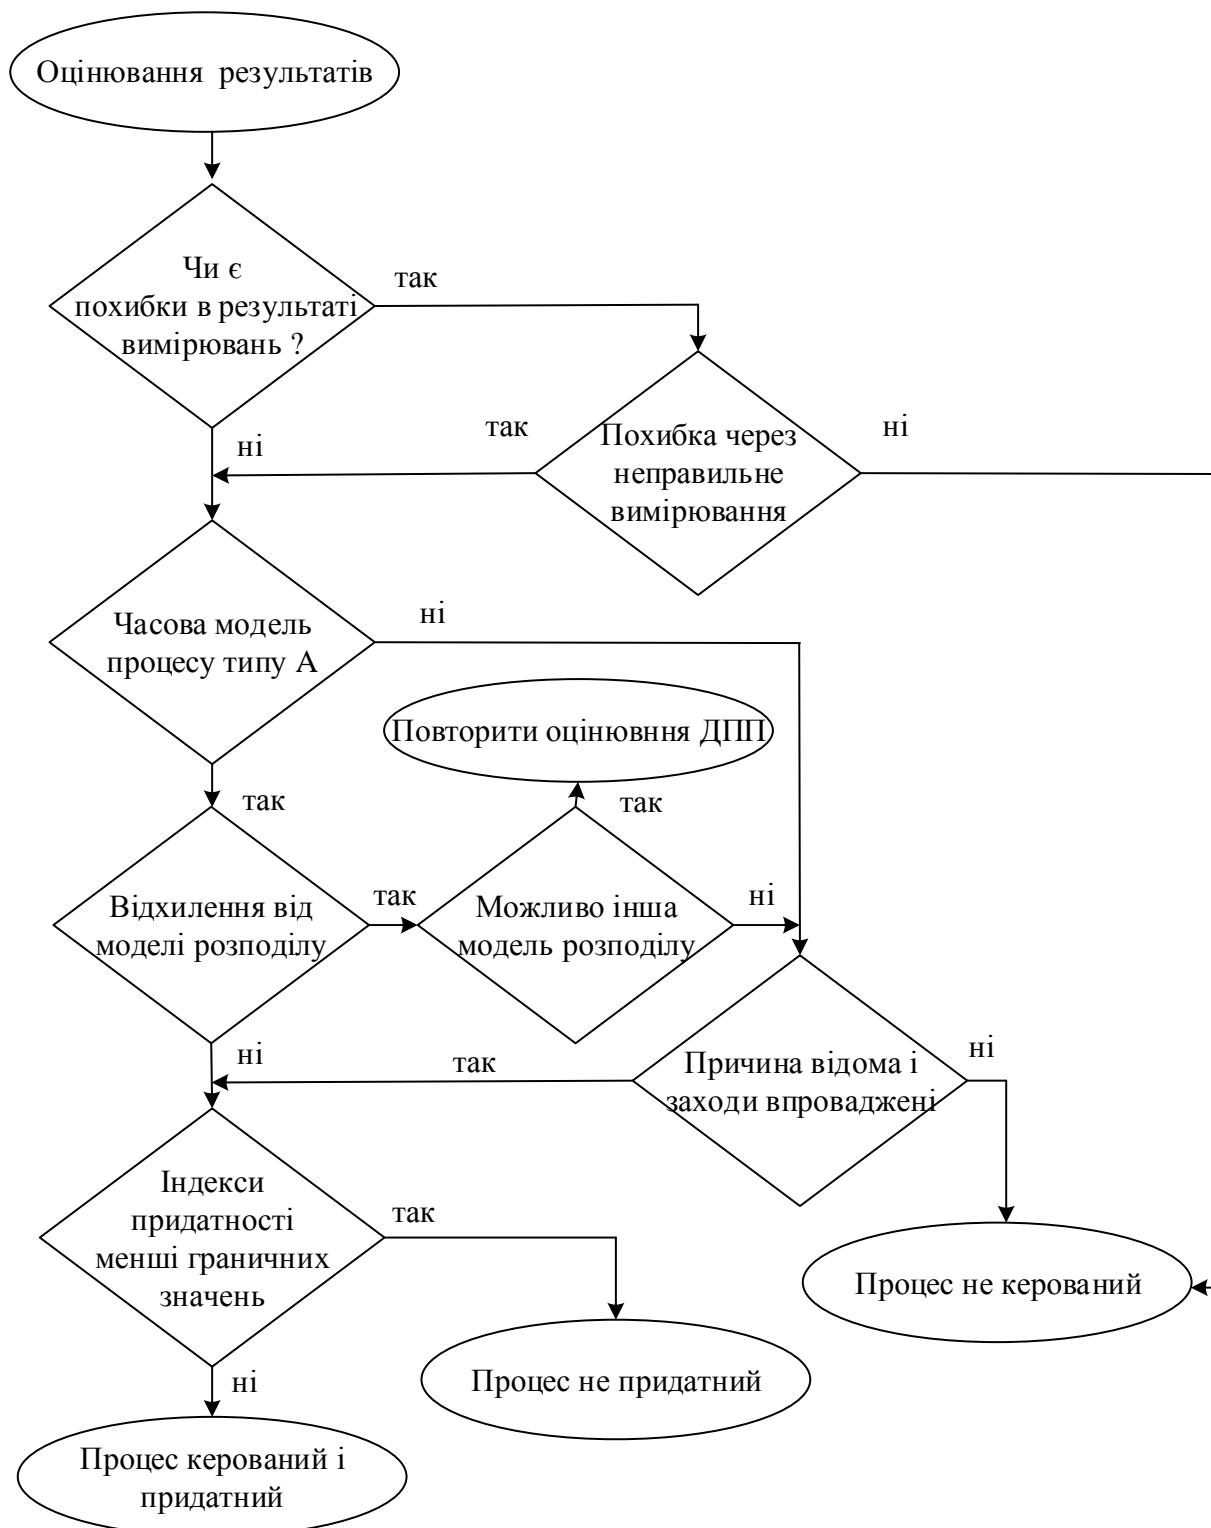 Оцінювання результатів
Чи є
похибки в результаті
вимірювань ?
так
ні
так
Похибка через
неправильне
вимірювання
ні
Часова модель
процесу типу А
ні
Повторити оцінювння ДПП
так
так
Відхилення від
моделі розподілу
так
Можливо інша
модель розподілу
ні
ні
так
Причина відома і
заходи впроваджені
ні
Індекси
придатності
менші граничних
значень
так
Процес не керований
ні
Процес не придатний
Процес керований і
придатний